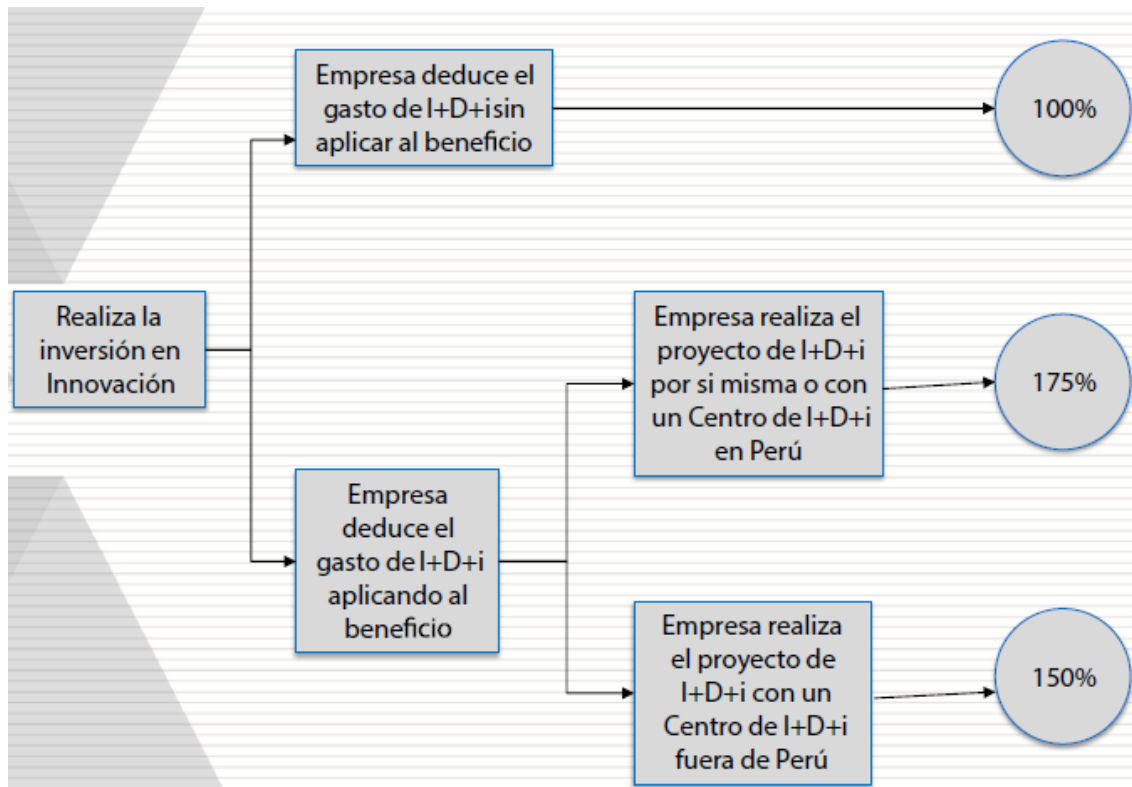 Empresa deduce el
gasto de I+D+isin
aplicar al beneficio
100%
Realiza la
inversión en
Innovación
Empresa realiza el
proyecto de I+D+i
por si misma o con
un Centro de I+D+i
en Perú
175%
Empresa
deduce el
gasto de I+D+i
aplicando al
beneficio
Empresa realiza
el proyecto de
I+D+i con un
Centro de I+D+i
fuera de Perú
150%